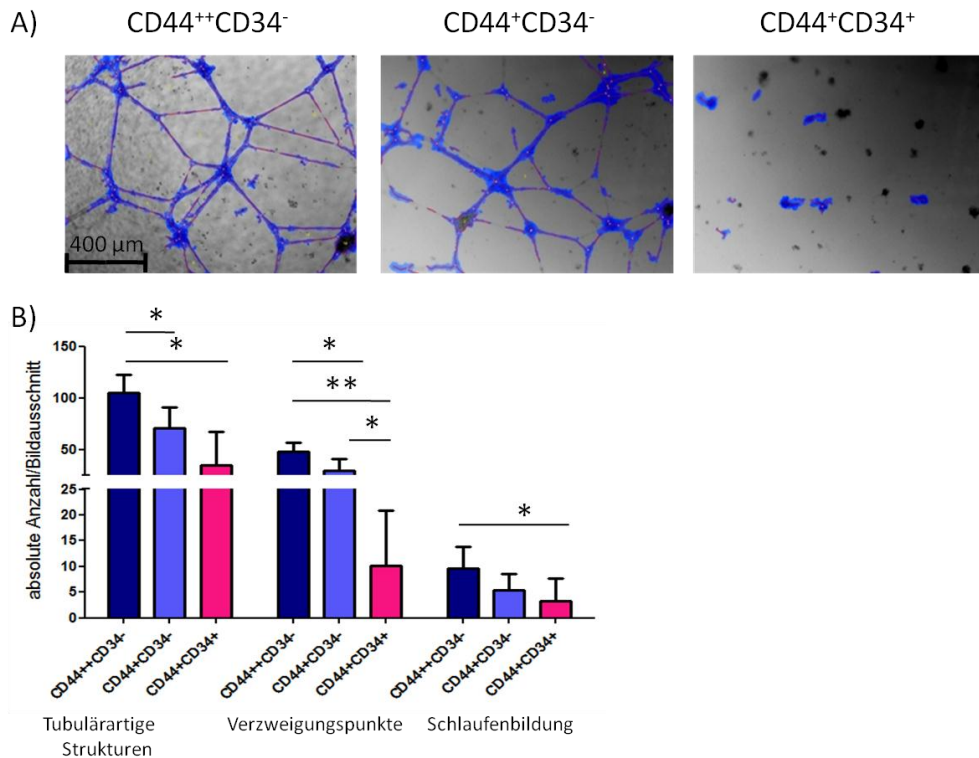 A)
CD44⁺⁺CD34⁻
CD44⁺CD34⁻
CD44⁺CD34⁺
400 µm
B)
absolute Anzahl/Bildausschnitt
150
100
50
25
20
15
10
5
0
*
*
*
**
*
*
CD44++CD34-
CD44+CD34-
CD44+CD34+
CD44++CD34-
CD44+CD34-
CD44+CD34+
CD44++CD34-
CD44+CD34-
CD44+CD34+
Tubulärartige
Strukturen
Verzweigungspunkte
Schlaufenbildung